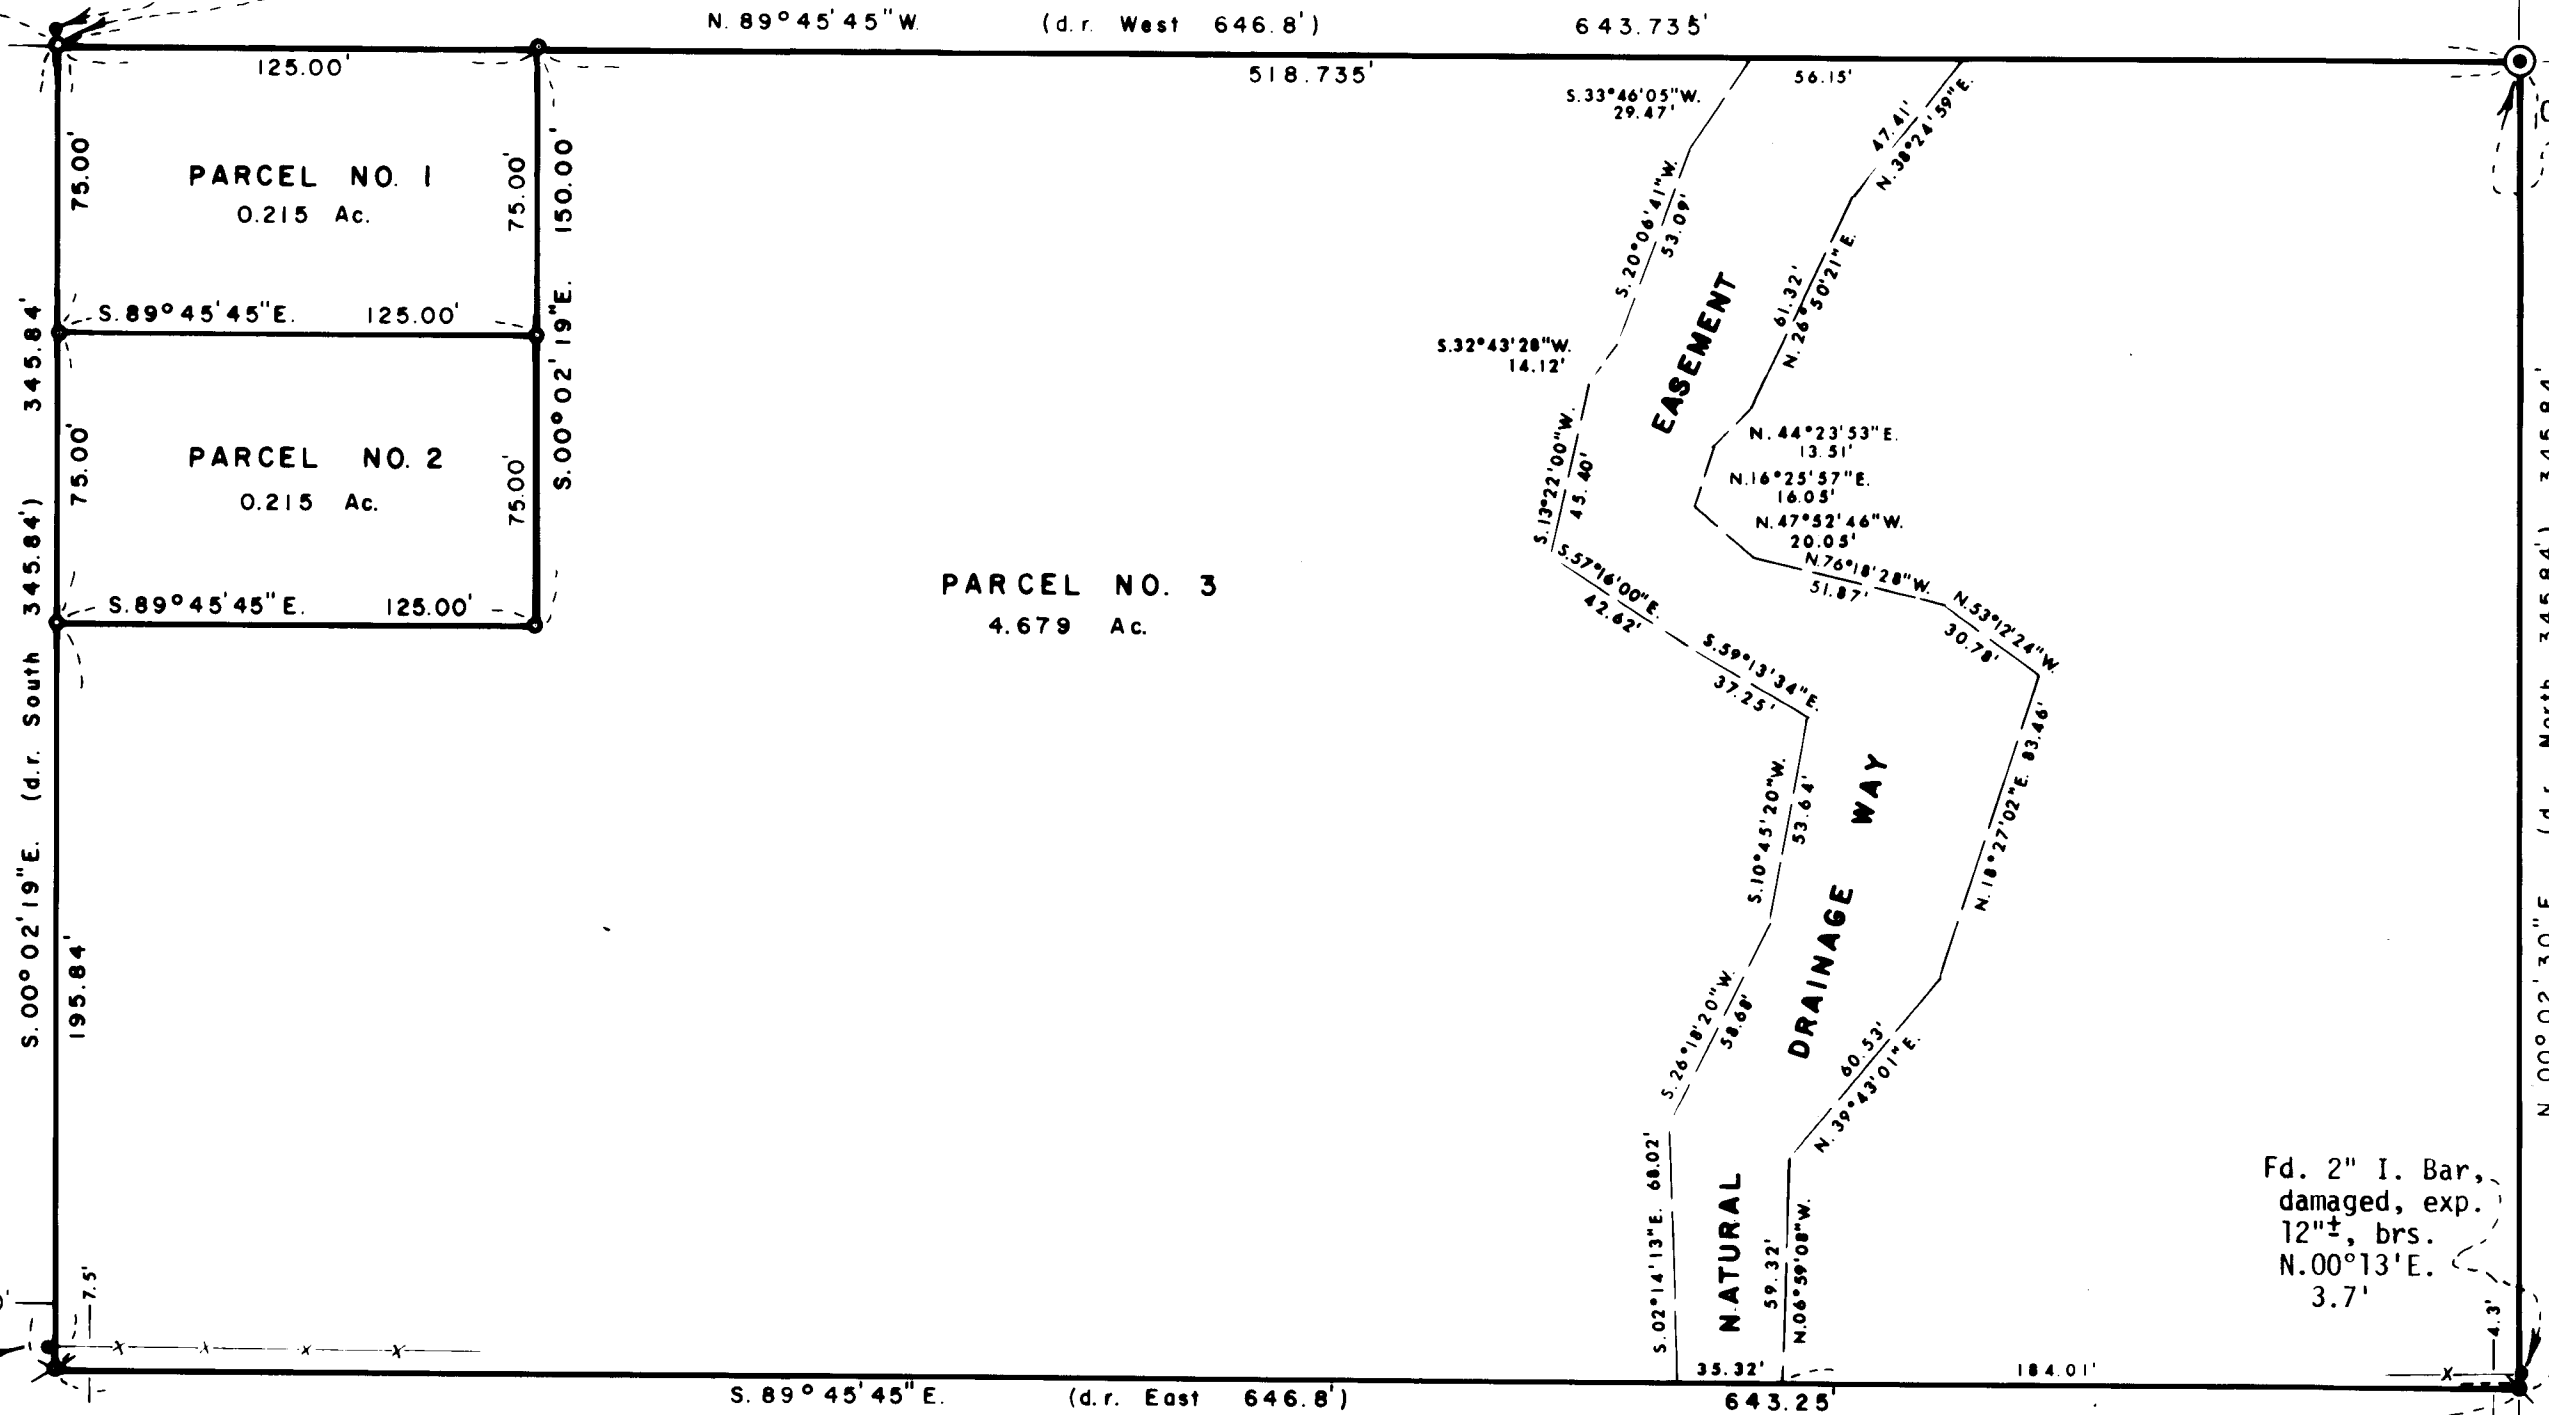 N. 89°45'45"W. (d.r. West 646.8') 643.735'
125.00'
518.735'
56.15'
S.33°46'05"W.
29.47'
47.41'
N.38°24'59"E.
75.00'
PARCEL NO. 1
0.215 Ac.
75.00'
150.00'
S.00°02'19"E.
S.20°06'41"W.
53.09'
EASEMENT
61.32'
N.26°50'21"E.
S.89°45'45"E. 125.00'
S.32°43'28"W.
14.12'
75.00'
PARCEL NO. 2
0.215 Ac.
75.00'
S.13°22'00"W.
45.40'
N.44°23'53"E.
13.51'
N.16°25'57"E.
16.05'
N.47°52'46"W.
20.05'
N.76°18'28"W.
51.87'
N.53°12'24"W.
30.78'
S.57°16'00"E.
42.62'
S.59°13'34"E.
37.25'
S.89°45'45"E. 125.00'
PARCEL NO. 3
4.679 Ac.
S.00°02'19"E. (d.r. South 345.84') 345.84'
195.84'
S.10°45'20"W.
53.64'
N.18°27'02"E. 83.46'
NATURAL DRAINAGE WAY
S.26°18'20"W.
58.68'
60.53'
N.39°43'01"E.
S.02°14'13"E. 68.02'
59.32'
N.06°59'08"W.
N.00°02'30"E. (d.r. North 345.84') 345.84'
Fd. 2" I. Bar,
damaged, exp.
12"±, brs.
N.00°13'E.
3.7'
7.5'
4.3'
x x x x
x
35.32'
184.01'
S. 89°45'45"E. (d.r. East 646.8') 643.25'